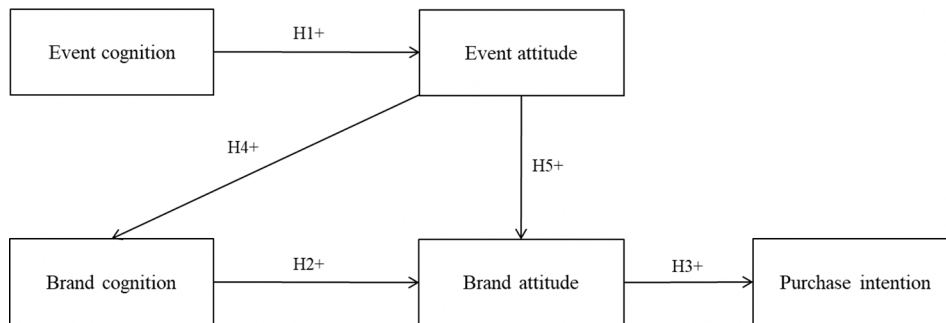 H1+
Event cognition
Event attitude
H4+
H5+
H2+
H3+
Brand cognition
Brand attitude
Purchase intention